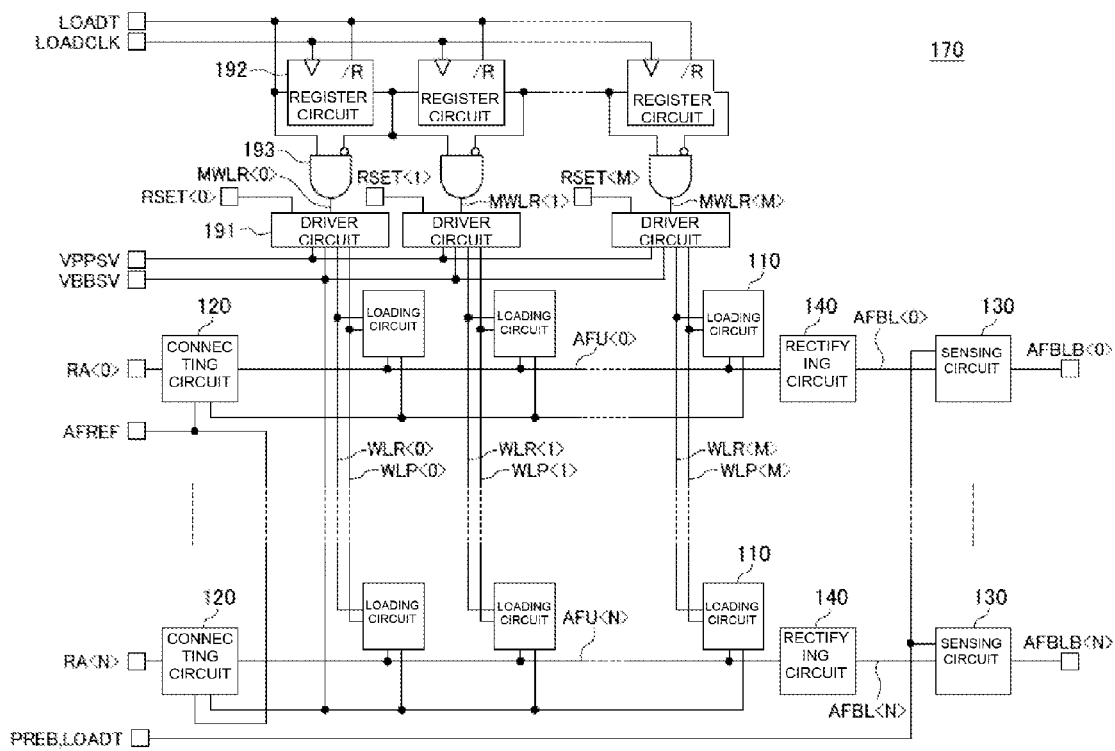 LOADT
LOADCLK
170
192
/R
/R
/R
REGISTER
CIRCUIT
REGISTER
CIRCUIT
REGISTER
CIRCUIT
193
MWLR<0>
RSET<0>
RSET<1>
MWLR<1>
RSET<M>
MWLR<M>
191
DRIVER
CIRCUIT
DRIVER
CIRCUIT
DRIVER
CIRCUIT
VPPSV
VBBSV
110
120
CONNEC
TING
CIRCUIT
LOADING
CIRCUIT
LOADING
CIRCUIT
LOADING
CIRCUIT
140
RECTIFY
ING
CIRCUIT
AFBL<0>
130
SENSING
CIRCUIT
AFBLB<0>
RA<0>
AFU<0>
AFREF
WLR<0>
WLP<0>
WLR<1>
WLP<1>
WLR<M>
WLP<M>
120
CONNEC
TING
CIRCUIT
LOADING
CIRCUIT
LOADING
CIRCUIT
110
LOADING
CIRCUIT
140
RECTIFY
ING
CIRCUIT
130
SENSING
CIRCUIT
AFBLB<N>
RA<N>
AFU<N>
AFBL<N>
PREB,LOADT